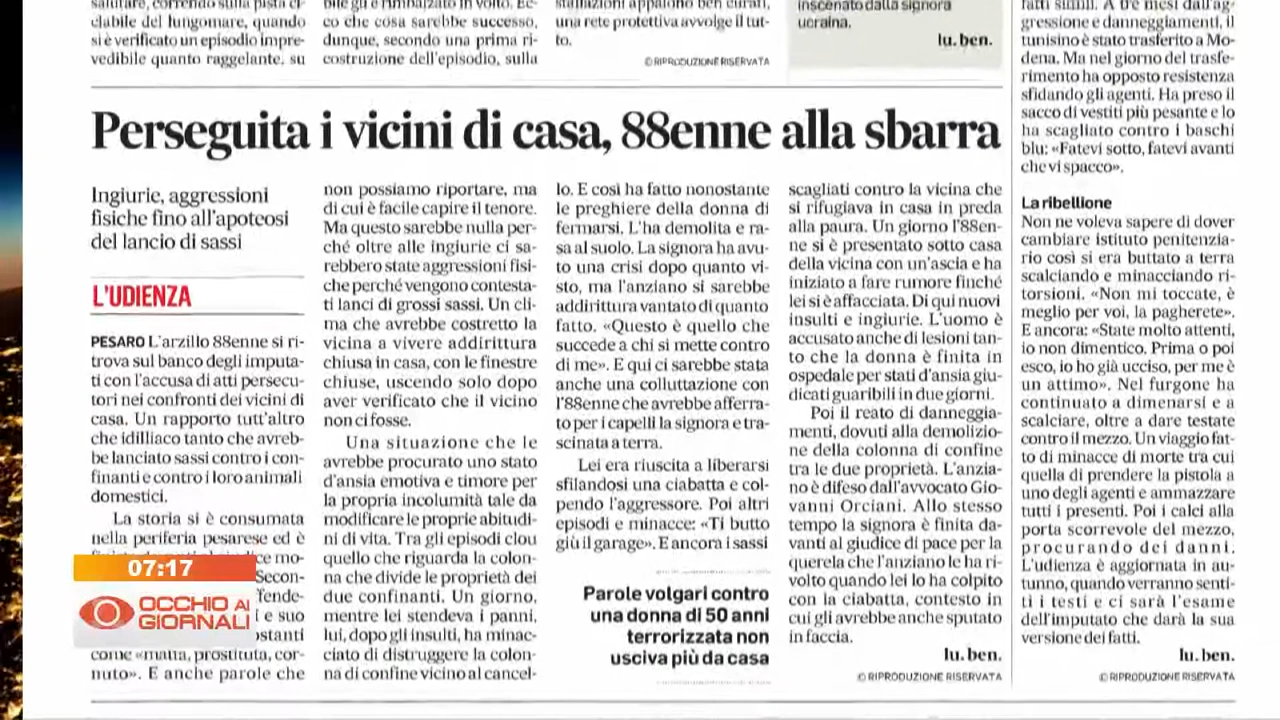 salutare, correndo sulla pista ci-
clabile del lungomare, quando
si è verificato un episodio impre-
vedibile quanto raggelante, su
bile gli è rimbalzato in volto. Ec-
co che cosa sarebbe successo,
dunque, secondo una prima ri-
costruzione dell'episodio, sulla
stallazioni appaiono ben curati,
una rete protettiva avvolge il tut-
to.
© RIPRODUZIONE RISERVATA
inscenato dalla signora
ucraina.
lu. ben.
Perseguita i vicini di casa, 88enne alla sbarra
Ingiurie, aggressioni
fisiche fino all'apoteosi
del lancio di sassi
L'UDIENZA
PESARO L'arzillo 88enne si ri-
trova sul banco degli imputa-
ti con l'accusa di atti persecu-
tori nei confronti dei vicini di
casa. Un rapporto tutt'altro
che idilliaco tanto che avreb-
be lanciato sassi contro i con-
finanti e contro i loro animali
domestici.
La storia si è consumata
nella periferia pesarese ed è
ce mo-
Secon-
fende-
i e suo
ostanti
come «matta, prostituta, cor-
nuto». E anche parole che
non possiamo riportare, ma
di cui è facile capire il tenore.
Ma questo sarebbe nulla per-
ché oltre alle ingiurie ci sa-
rebbero state aggressioni fisi-
che perché vengono contesta-
ti lanci di grossi sassi. Un cli-
ma che avrebbe costretto la
vicina a vivere addirittura
chiusa in casa, con le finestre
chiuse, uscendo solo dopo
aver verificato che il vicino
non ci fosse.
Una situazione che le
avrebbe procurato uno stato
d'ansia emotiva e timore per
la propria incolumità tale da
modificare le proprie abitudi-
ni di vita. Tra gli episodi clou
quello che riguarda la colon-
na che divide le proprietà dei
due confinanti. Un giorno,
mentre lei stendeva i panni,
lui, dopo gli insulti, ha minac-
ciato di distruggere la colon-
na di confine vicino al cancel-
lo. E così ha fatto nonostante
le preghiere della donna di
fermarsi. L'ha demolita e ra-
sa al suolo. La signora ha avu-
to una crisi dopo quanto vi-
sto, ma l'anziano si sarebbe
addirittura vantato di quanto
fatto. «Questo è quello che
succede a chi si mette contro
di me». E qui ci sarebbe stata
anche una colluttazione con
l'88enne che avrebbe afferra-
to per i capelli la signora e tra-
scinata a terra.
Lei era riuscita a liberarsi
sfilandosi una ciabatta e col-
pendo l'aggressore. Poi altri
episodi e minacce: «Ti butto
giù il garage». E ancora i sassi
Parole volgari contro
una donna di 50 anni
terrorizzata non
usciva più da casa
scagliati contro la vicina che
si rifugiava in casa in preda
alla paura. Un giorno l'88en-
ne si è presentato sotto casa
della vicina con un'ascia e ha
iniziato a fare rumore finché
lei si è affacciata. Di qui nuovi
insulti e ingiurie. L'uomo è
accusato anche di lesioni tan-
to che la donna è finita in
ospedale per stati d'ansia giu-
dicati guaribili in due giorni.
Poi il reato di danneggia-
menti, dovuti alla demolizio-
ne della colonna di confine
tra le due proprietà. L'anzia-
no è difeso dall'avvocato Gio-
vanni Orciani. Allo stesso
tempo la signora è finita da-
vanti al giudice di pace per la
querela che l'anziano le ha ri-
volto quando lei lo ha colpito
con la ciabatta, contesto in
cui gli avrebbe anche sputato
in faccia.
lu. ben.
© RIPRODUZIONE RISERVATA
fatti simili. A tre mesi dall'ag-
gressione e danneggiamenti, il
tunisino è stato trasferito a Mo-
dena. Ma nel giorno del trasfe-
rimento ha opposto resistenza
sfidando gli agenti. Ha preso il
sacco di vestiti più pesante e lo
ha scagliato contro i baschi
blu: «Fatevi sotto, fatevi avanti
che vi spacco».
La ribellione
Non ne voleva sapere di dover
cambiare istituto penitenzia-
rio così si era buttato a terra
scalciando e minacciando ri-
torsioni. «Non mi toccate, è
meglio per voi, la pagherete».
E ancora: «State molto attenti,
io non dimentico. Prima o poi
esco, io ho già ucciso, per me è
un attimo». Nel furgone ha
continuato a dimenarsi e a
scalciare, oltre a dare testate
contro il mezzo. Un viaggio fat-
to di minacce di morte tra cui
quella di prendere la pistola a
uno degli agenti e ammazzare
tutti i presenti. Poi i calci alla
porta scorrevole del mezzo,
procurando dei danni.
L'udienza è aggiornata in au-
tunno, quando verranno senti-
ti i testi e ci sarà l'esame
dell'imputato che darà la sua
versione dei fatti.
lu. ben.
© RIPRODUZIONE RISERVATA
07:17
OCCHIO AI
GIORNALI